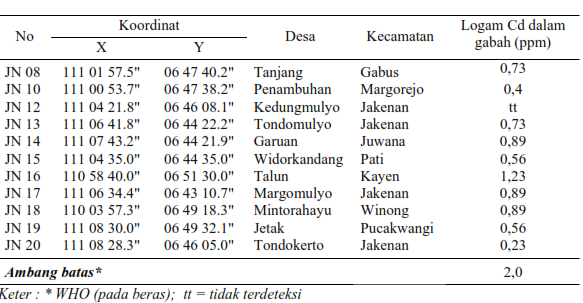 No Koordinat Desa Kecamatan Logam Cd dalam gabah (ppm)
X Y
JN 08 111 01 57.5" 06 47 40.2" Tanjang Gabus 0,73
JN 10 111 00 53.7" 06 47 38.2" Penambuhan Margorejo 0,4
JN 12 111 04 21.8" 06 46 08.1" Kedungmulyo Jakenan tt
JN 13 111 06 41.8" 06 44 22.2" Tondomulyo Jakenan 0,73
JN 14 111 07 43.2" 06 44 21.9" Garuan Juwana 0,89
JN 15 111 04 35.0" 06 44 35.0" Widorkandang Pati 0,56
JN 16 110 58 40.0" 06 51 30.0" Talun Kayen 1,23
JN 17 111 06 34.4" 06 43 10.7" Margomulyo Jakenan 0,89
JN 18 110 03 57.3" 06 49 18.3" Mintorahayu Winong 0,89
JN 19 111 08 30.0" 06 49 32.1" Jetak Pucakwangi 0,56
JN 20 111 08 28.3" 06 46 05.0" Tondokerto Jakenan 0,23
Ambang batas* 2,0
Keter : * WHO (pada beras); tt = tidak terdeteksi